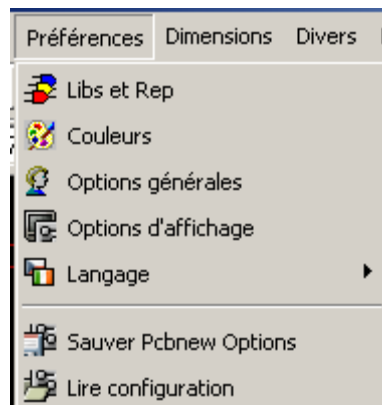 Préférences Dimensions Divers
Libs et Rep
Couleurs
Options générales
Options d'affichage
Langage
Sauver Pcbnew Options
Lire configuration